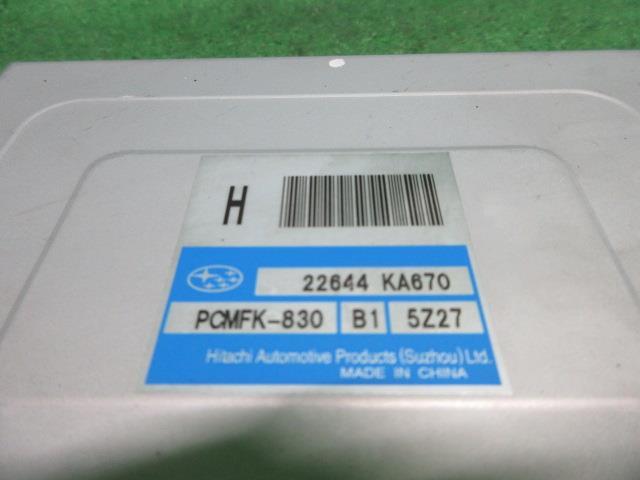 H
22644 KA670
PCMFK-830 B1 5Z27
Hitachi Automotive Products (Suzhou) Ltd.
MADE IN CHINA